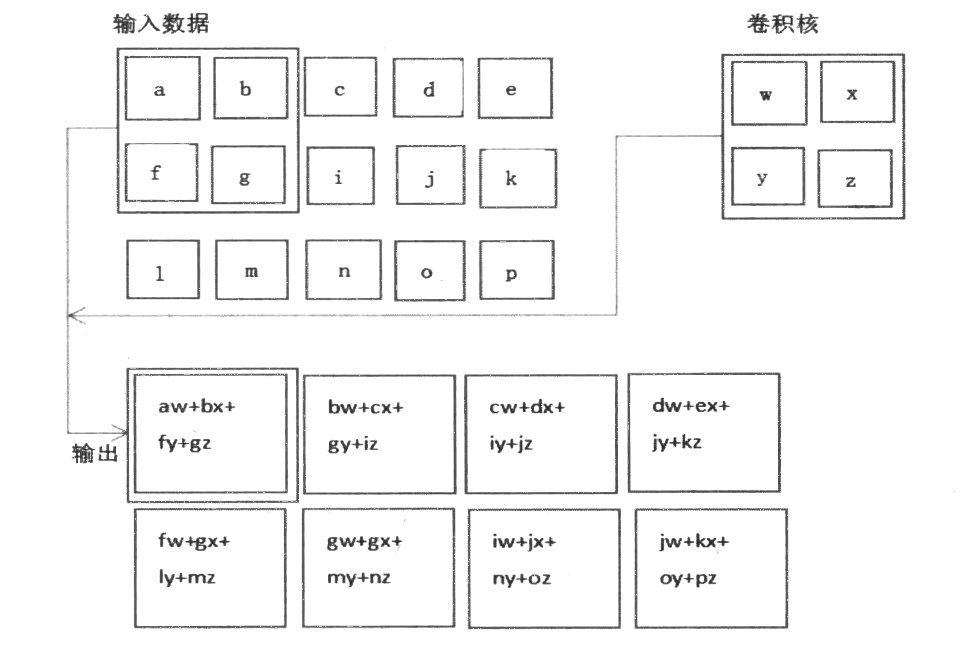 输入数据
卷积核
a
b
c
d
e
w
x
f
g
i
j
k
y
z
l
m
n
o
p
aw+bx+
fy+gz
bw+cx+
gy+iz
cw+dx+
iy+jz
dw+ex+
jy+kz
输出
fw+gx+
ly+mz
gw+gx+
my+nz
iw+jx+
ny+oz
jw+kx+
oy+pz